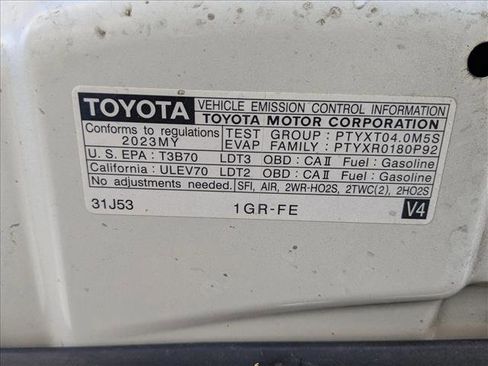 TOYOTA VEHICLE EMISSION CONTROL INFORMATION
TOYOTA MOTOR CORPORATION
Conforms to regulations TEST GROUP : PTYXT04.0M5S
2023MY EVAP FAMILY : PTYXR0180P92
U.S. EPA : T3B70 LDT3 OBD : CAⅡ Fuel : Gasoline
California : ULEV70 LDT2 OBD : CAⅡ Fuel : Gasoline
No adjustments needed. SFI, AIR, 2WR-HO2S, 2TWC(2), 2HO2S
31J53 1GR-FE V4